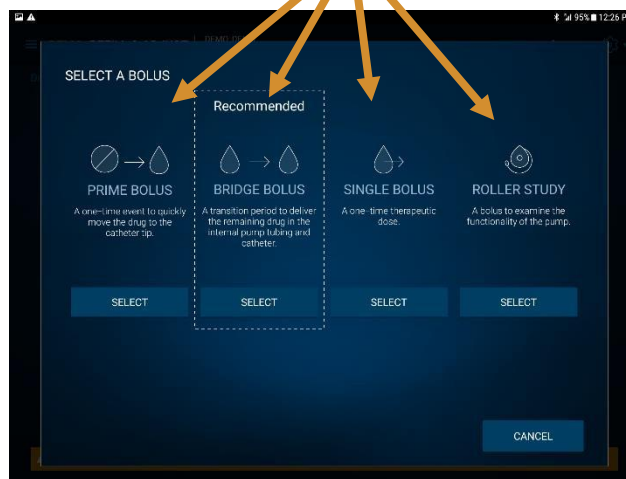 95% 12:26 P
SELECT A BOLUS
Recommended
PRIME BOLUS
A one-time event to quickly
move the drug to the
catheter tip.
SELECT
BRIDGE BOLUS
A transition period to deliver
the remaining drug in the
internal pump tubing and
catheter.
SELECT
SINGLE BOLUS
A one-time therapeutic
dose.
SELECT
ROLLER STUDY
A bolus to examine the
functionality of the pump.
SELECT
CANCEL